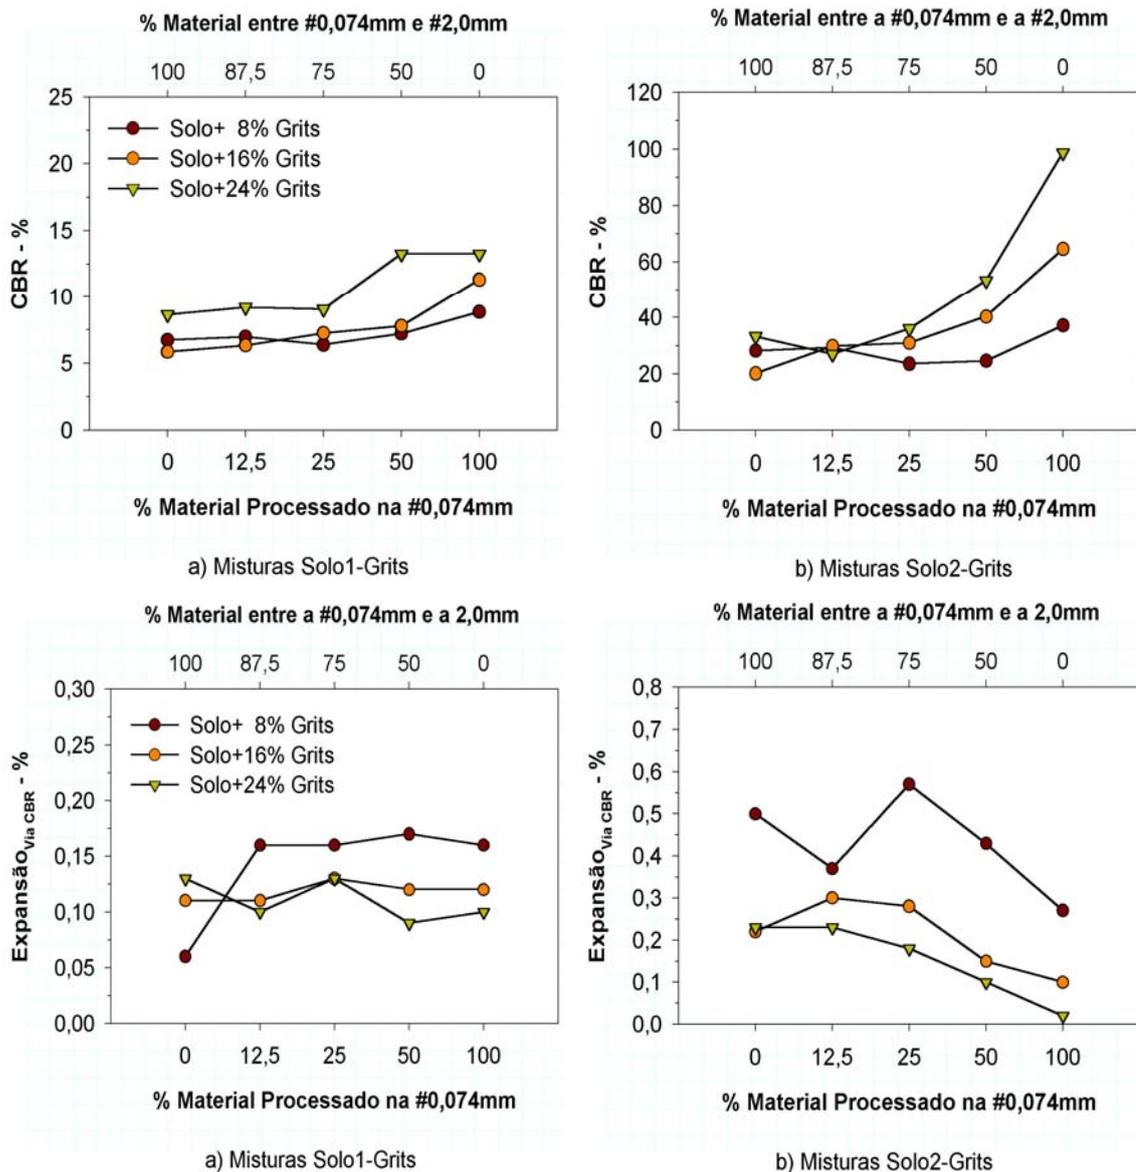 % Material entre #0,074mm e #2,0mm
100 87,5 75 50 0
25
20
15
10
5
0
CBR - %
Solo+ 8% Grits
Solo+16% Grits
Solo+24% Grits
0 12,5 25 50 100
% Material Processado na #0,074mm
a) Misturas Solo1-Grits
% Material entre a #0,074mm e a #2,0mm
100 87,5 75 50 0
120
100
80
60
40
20
0
CBR - %
0 12,5 25 50 100
% Material Processado na #0,074mm
b) Misturas Solo2-Grits
% Material entre a #0,074mm e a 2,0mm
100 87,5 75 50 0
0,30
0,25
0,20
0,15
0,10
0,05
0,00
Expansão Via CBR - %
Solo+ 8% Grits
Solo+16% Grits
Solo+24% Grits
0 12,5 25 50 100
% Material Processado na #0,074mm
a) Misturas Solo1-Grits
% Material entre a #0,074mm e a 2,0mm
100 87,5 75 50 0
0,8
0,7
0,6
0,5
0,4
0,3
0,2
0,1
0,0
Expansão Via CBR - %
0 12,5 25 50 100
% Material Processado na #0,074mm
b) Misturas Solo2-Grits